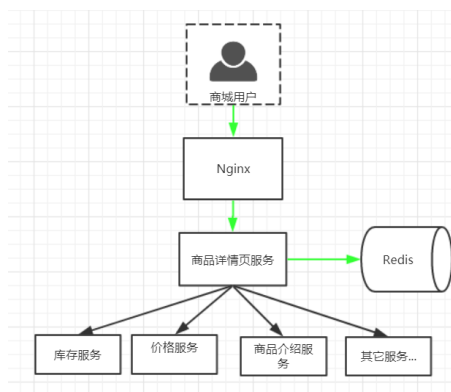 商城用户
Nginx
商品详情页服务
Redis
库存服务
价格服务
商品介绍服
务
其它服务...